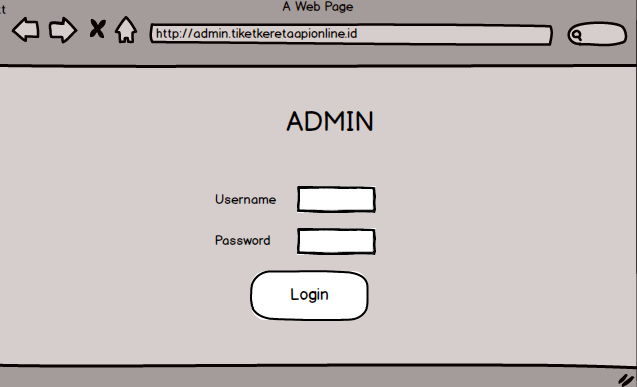 A Web Page
http://admin.tiketkeretaapionline.id
ADMIN
Username
Password
Login